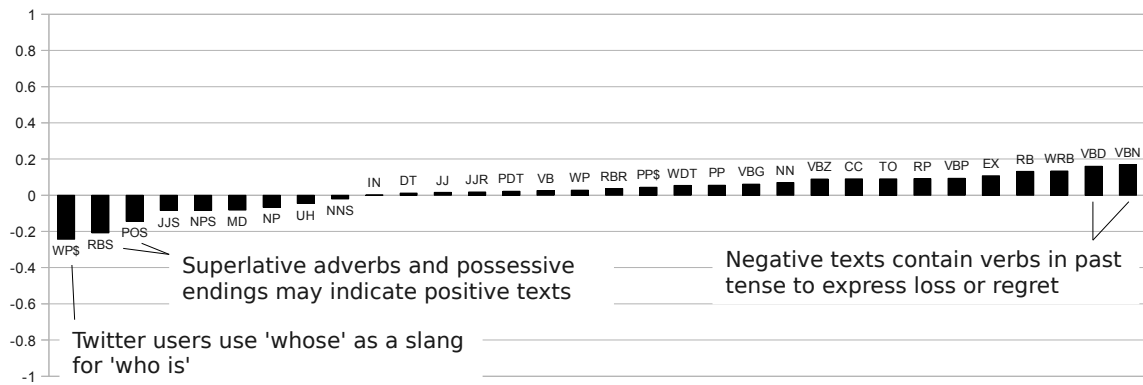 1
0.8
0.6
0.4
0.2
0
-0.2
-0.4
-0.6
-0.8
-1
WP$
RBS
POS
JJS
NPS
MD
NP
UH
NNS
IN
DT
JJ
JJR
PDT
VB
WP
RBR
PP$
WDT
PP
VBG
NN
VBZ
CC
TO
RP
VBP
EX
RB
WRB
VBD
VBN
Superlative adverbs and possessive
endings may indicate positive texts
Negative texts contain verbs in past
tense to express loss or regret
Twitter users use 'whose' as a slang
for 'who is'